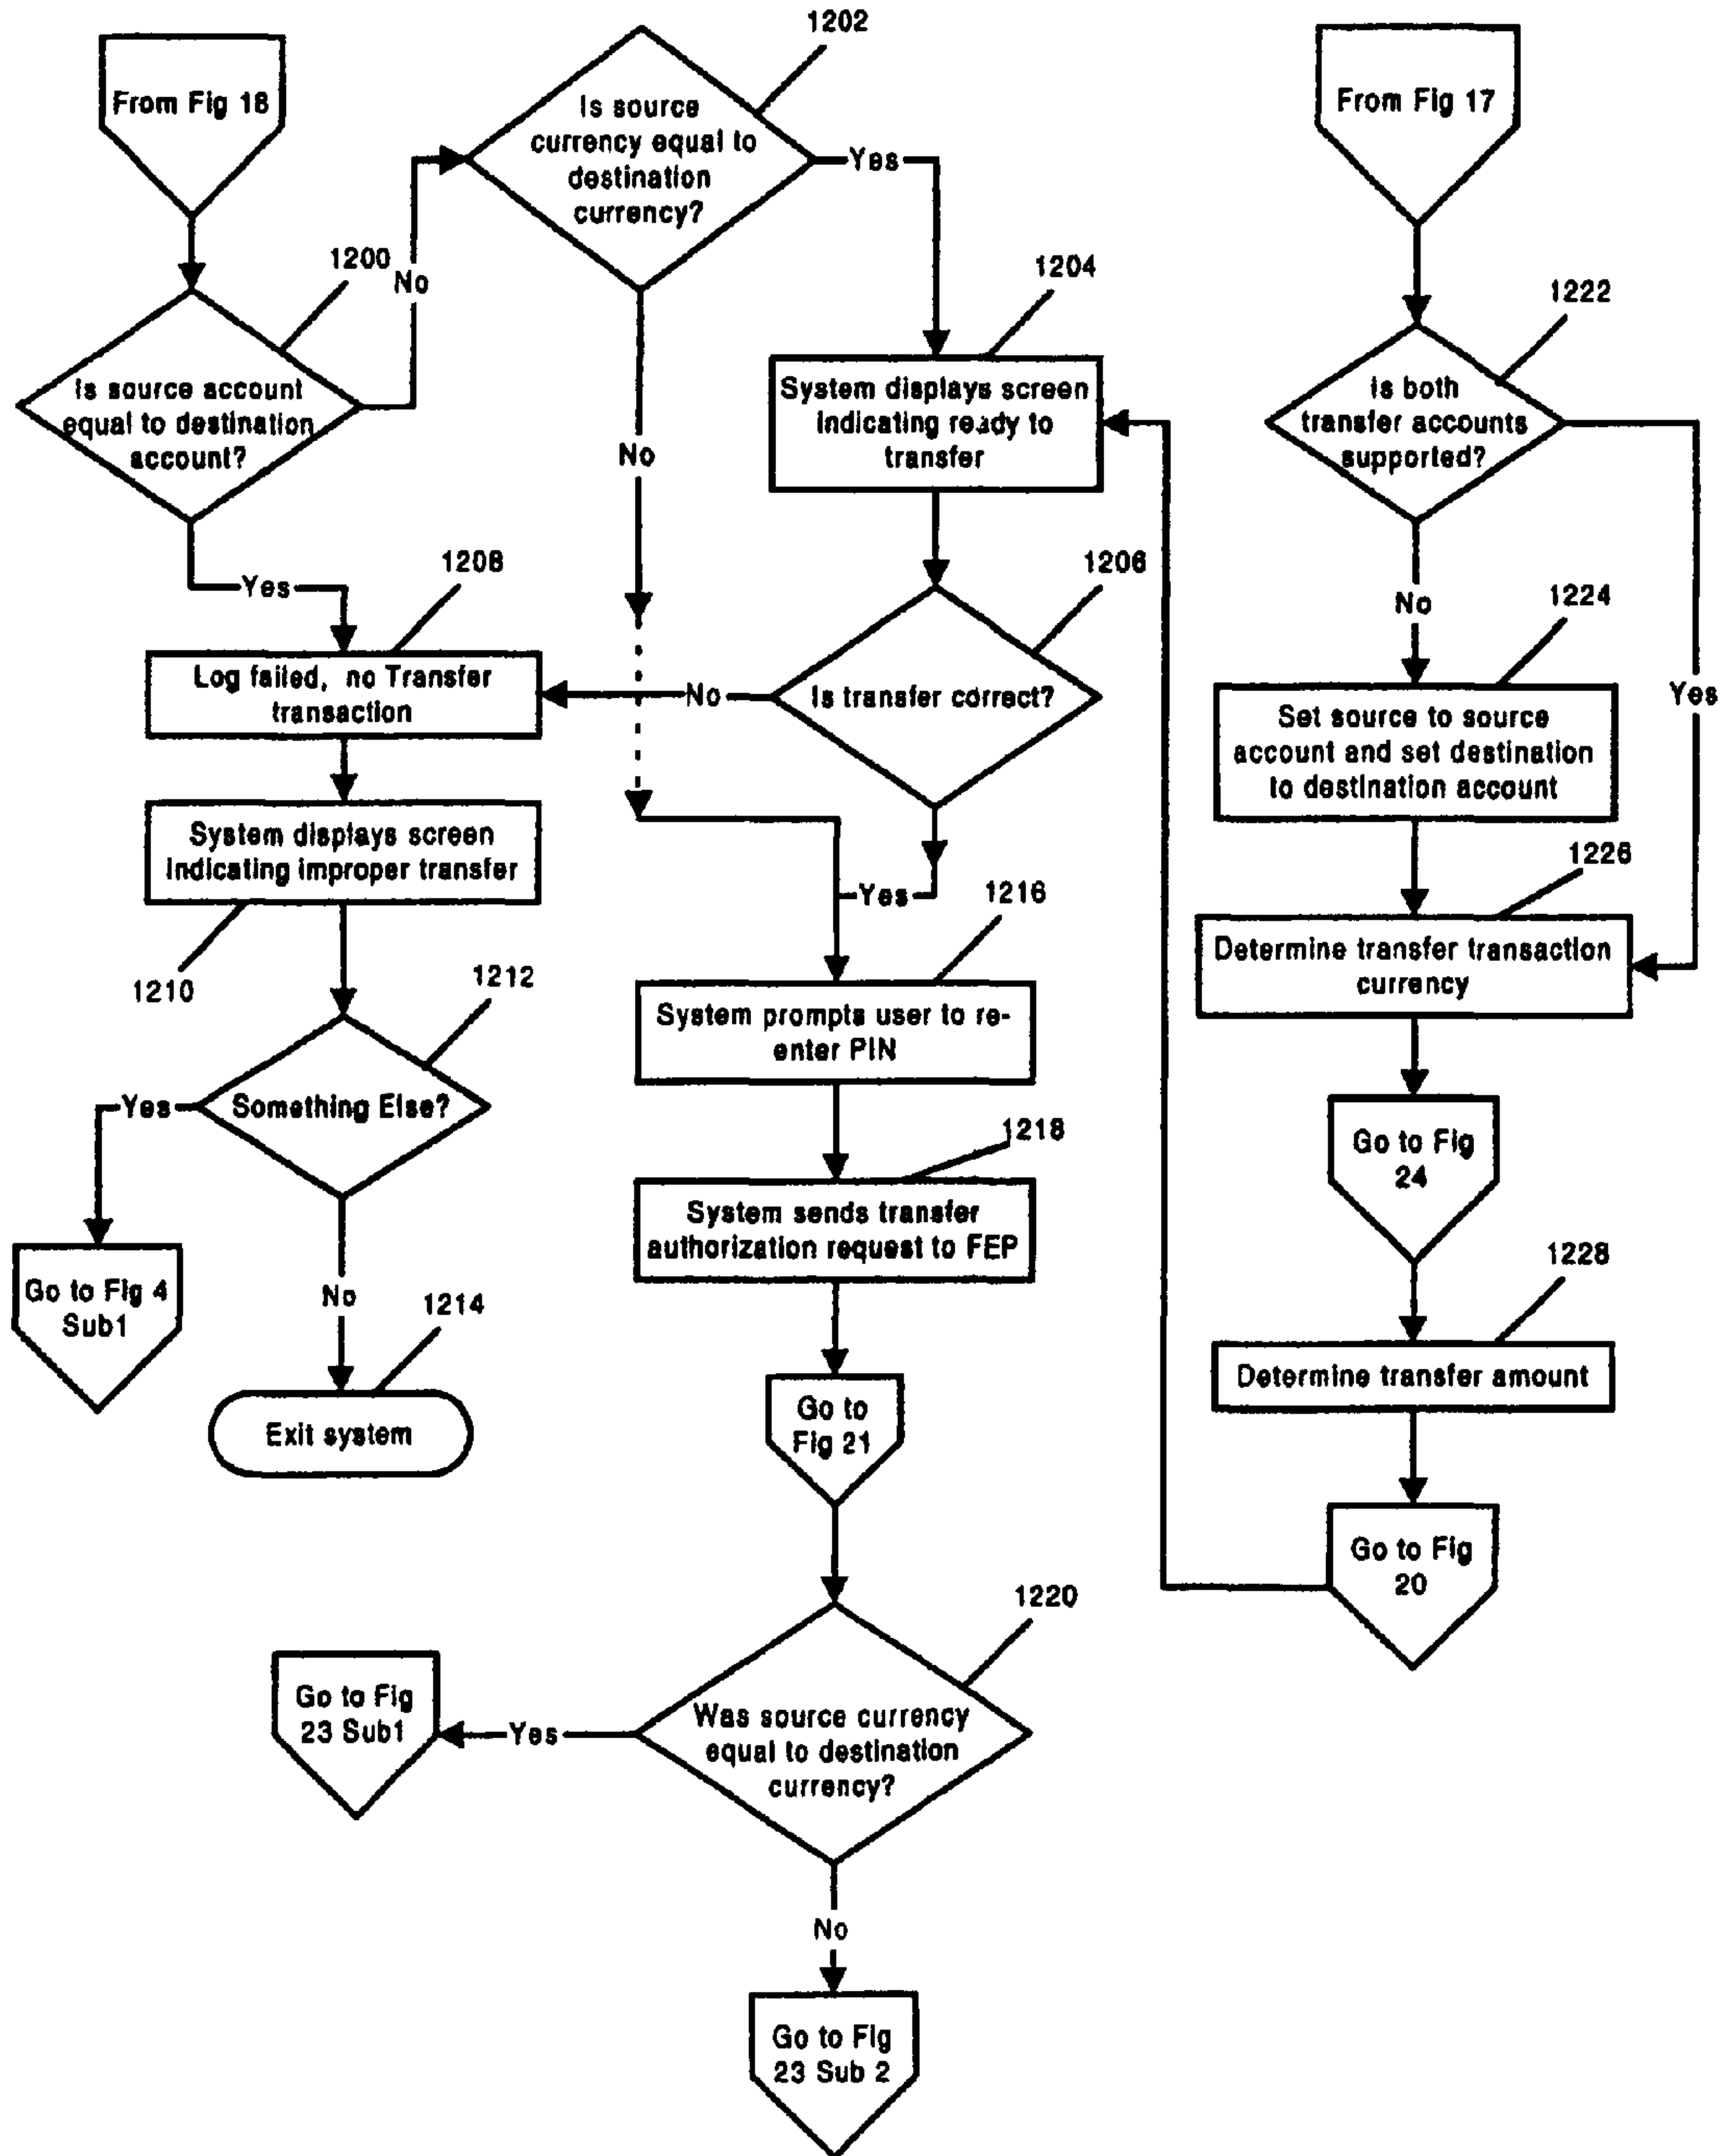 From Fig 18
1200
Is source account
equal to destination
account?
No
Yes
1202
Is source
currency equal to
destination
currency?
Yes
No
1204
System displays screen
indicating ready to
transfer
1206
Is transfer correct?
No
Yes
1208
Log failed, no Transfer
transaction
System displays screen
indicating improper transfer
1210
1212
Something Else?
Yes
Go to Fig 4
Sub1
No
1214
Exit system
1216
System prompts user to re-
enter PIN
1218
System sends transfer
authorization request to FEP
Go to
Fig 21
1220
Was source currency
equal to destination
currency?
Yes
Go to Fig
23 Sub1
No
Go to Fig
23 Sub 2
From Fig 17
1222
Is both
transfer accounts
supported?
No
Yes
1224
Set source to source
account and set destination
to destination account
1226
Determine transfer transaction
currency
Go to Fig
24
1228
Determine transfer amount
Go to Fig
20